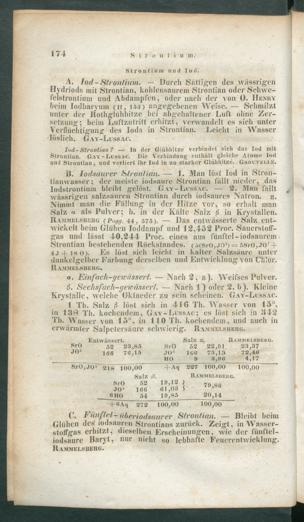 174 Strontium.
Strontium und Iod.
A. Iod-Strontium. — Durch Sättigen des wässrigen
Hydriods mit Strontian, kohlensaurem Strontian oder Schwe-
felstrontium und Abdampfen, oder nach der von O. HENRY
beim Iodbaryum (II, 153) angegebenen Weise. — Schmilzt
unter der Rothglühhitze bei abgehaltener Luft ohne Zer-
setzung; beim Luftzutritt erhitzt, verwandelt es sich unter
Verflüchtigung des Iods in Strontian. Leicht in Wasser
löslich. GAY-LUSSAC.
Iod-Strontian? — In der Glühhitze verbindet sich das Iod mit
Strontian. GAY-LUSSAC. Die Verbindung enthält gleiche Atome Iod
und Strontian, und verliert ihr Iod in zu starker Glühhitze. GROUVELLE.
B. Iodsaurer Strontian. — 1. Man löst Iod in Stron-
tianwasser; der meiste iodsaure Strontian fällt nieder, das
Iodstrontium bleibt gelöst. GAY-LUSSAC. — 2. Man fällt
wässrigen salzsauren Strontian durch iodsaures Natron. a.
Nimmt man die Fällung in der Hitze vor, so erhält man
Salz α als Pulver; b. in der Kälte Salz β in Krystallen.
RAMMELSBERG (Pogg. 44, 575). — Das entwässerte Salz ent-
wickelt beim Glühen Ioddampf und 12,452 Proc. Sauerstoff-
gas und lässt 40,244 Proc. eines aus fünftel-iodsaurem
Strontian bestehenden Rückstandes.
Es löst sich leicht in kalter Salzsäure unter
dunkelgelber Färbung derselben und Entwicklung von Chlor.
RAMMELSBERG.
α. Einfach-gewässert. — Nach 2, a). Weifses Pulver.
β. Sechsfach-gewässert. — Nach 1) oder 2. b). Kleine
Krystalle, welche Oktaeder zu sein scheinen. GAY-LUSSAC.
1 Th. Salz β löst sich in 416 Th. Wasser von 15°,
in 138 Th. kochendem, GAY-LUSSAC; es löst sich in 342
Th. Wasser von 15°, in 110 Th. kochendem, und auch in
erwärmter Salpetersäure schwierig. RAMMELSBERG.
Entwässert. Salz α. RAMMELSBERG.
SrO 52 23,85 SrO 52 22,91 23,37
JO⁵ 166 76,15 JO⁵ 166 73,13 72,46
HO 9 3,96 4,17
SrO,JO⁵ 218 100,00 +Aq 227 100,00 100,00
Salz β. RAMMELSBERG.
SrO 52 19,12 } 79,86
JO⁵ 166 61,03
6HO 54 19,85 20,14
+6Aq 272 100,00 100,00
C. Fünftel-überiodsaurer Strontian. — Bleibt beim
Glühen des iodsauren Strontians zurück. Zeigt, in Wasser-
stoffgas erhitzt, dieselben Erscheinungen, wie der fünftel-
iodsaure Baryt, nur nicht so lebhafte Feuerentwicklung.
RAMMELSBERG.